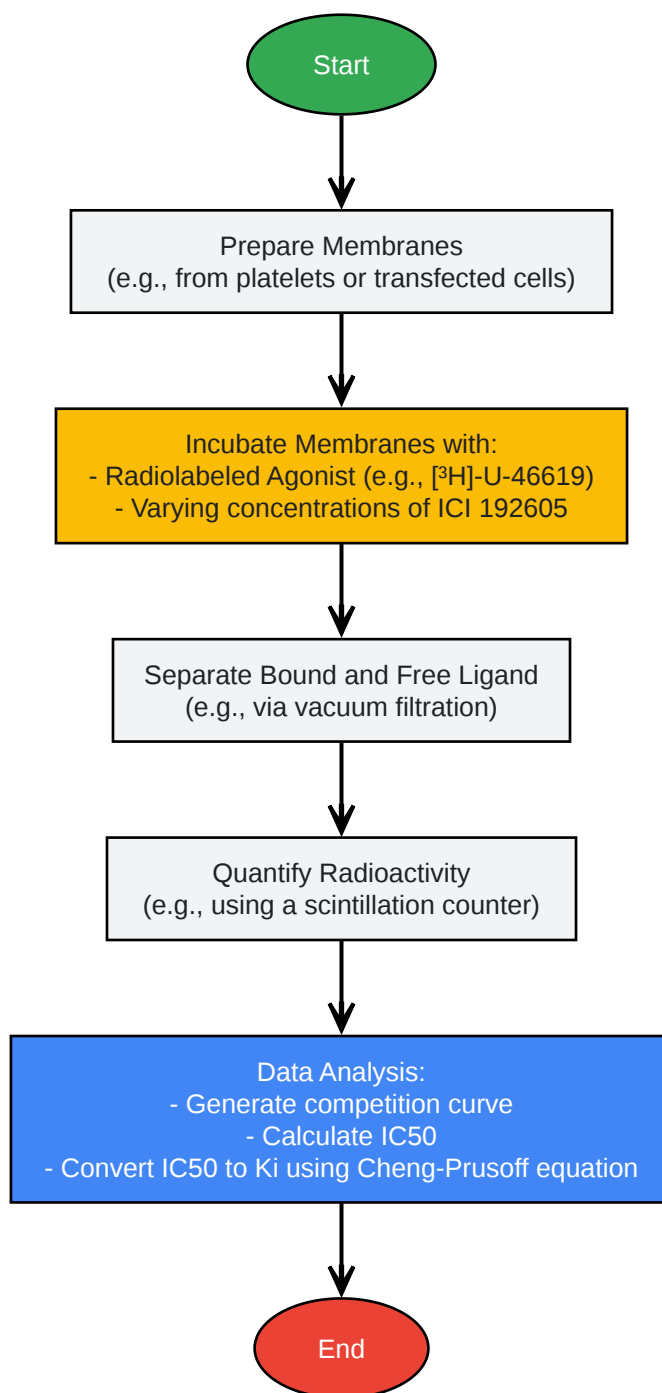 Start
Prepare Membranes
(e.g., from platelets or transfected cells)
Incubate Membranes with:
- Radiolabeled Agonist (e.g., [³H]-U-46619)
- Varying concentrations of ICI 192605
Separate Bound and Free Ligand
(e.g., via vacuum filtration)
Quantify Radioactivity
(e.g., using a scintillation counter)
Data Analysis:
- Generate competition curve
- Calculate IC50
- Convert IC50 to Ki using Cheng-Prusoff equation
End